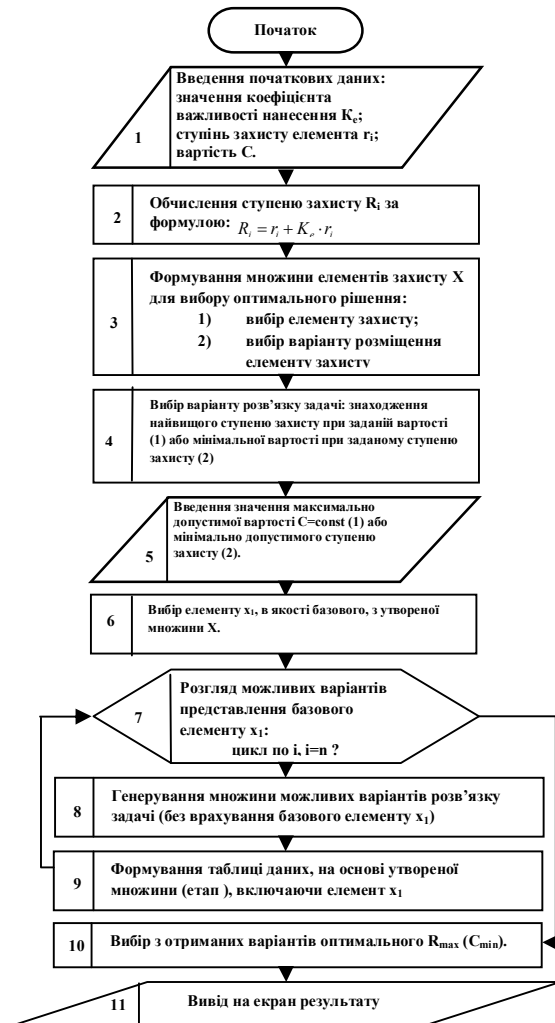 Початок
Введення початкових даних:
значення коефіцієнта
важливості нанесення Kₑ;
ступінь захисту елемента rᵢ;
вартість С.
1
Обчислення ступеню захисту Rᵢ за
формулою: Rᵢ = rᵢ + Kₑ · rᵢ
2
Формування множини елементів захисту X
для вибору оптимального рішення:
1) вибір елементу захисту;
2) вибір варіанту розміщення
елементу захисту
3
Вибір варіанту розв’язку задачі: знаходження
найвищого ступеню захисту при заданій вартості
(1) або мінімальної вартості при заданому ступеню
захисту (2)
4
Введення значення максимально
допустимої вартості C=const (1) або
мінімально допустимого ступеню
захисту (2).
5
Вибір елементу x₁, в якості базового, з утвореної
множини X.
6
Розгляд можливих варіантів
представлення базового
елементу x₁:
цикл по i, i=n ?
7
Генерування множини можливих варіантів розв’язку
задачі (без врахування базового елементу x₁)
8
Формування таблиці даних, на основі утвореної
множини (етап ), включаючи елемент x₁
9
10 Вибір з отриманих варіантів оптимального Rmax (Cmin).
11 Вивід на екран результату